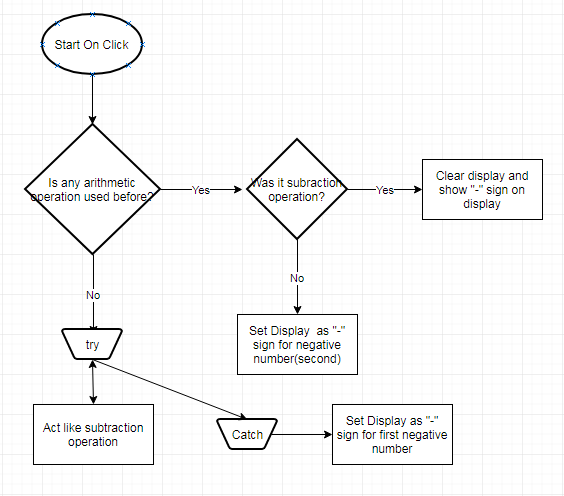 Start On Click
Is any arithmetic
operation used before?
Yes
Was it subraction
operation?
Yes
Clear display and
show "-" sign on
display
No
No
Set Display  as "-"
sign for negative
number(second)
try
Act like subtraction
operation
Catch
Set Display as "-"
sign for first negative
number